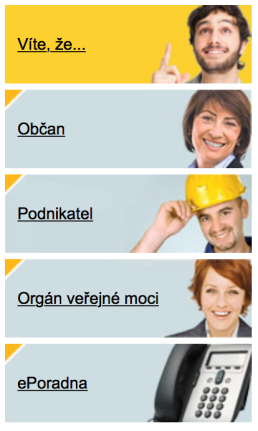 Víte, že...
Občan
Podnikatel
Orgán veřejné moci
ePoradna